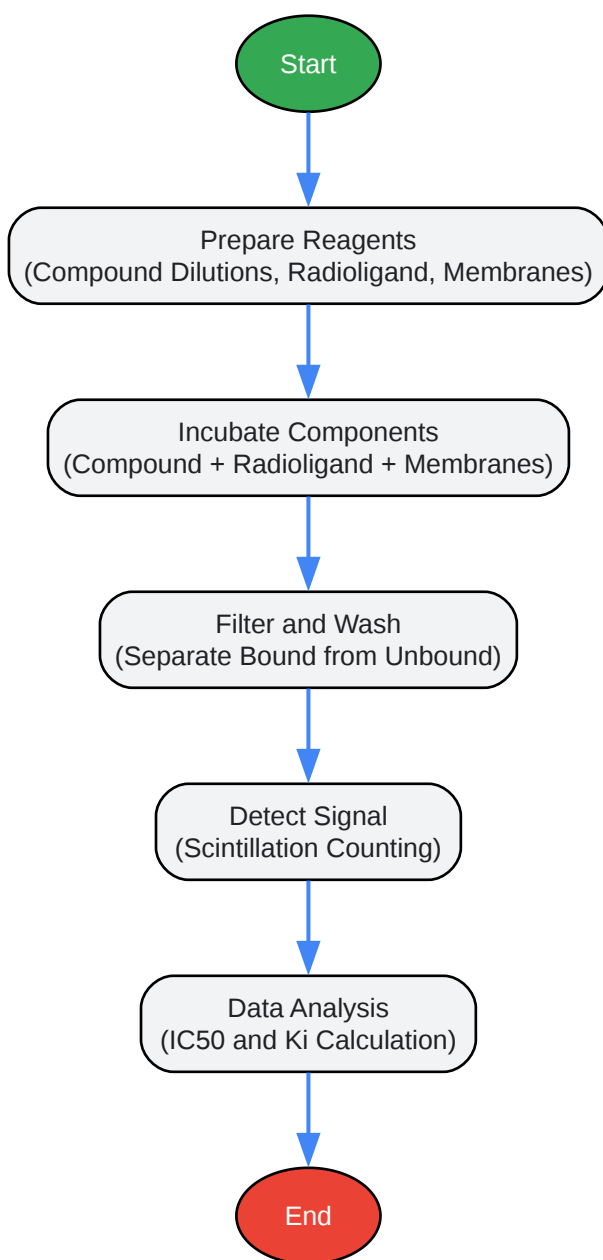 Start
Prepare Reagents
(Compound Dilutions, Radioligand, Membranes)
Incubate Components
(Compound + Radioligand + Membranes)
Filter and Wash
(Separate Bound from Unbound)
Detect Signal
(Scintillation Counting)
Data Analysis
(IC50 and Ki Calculation)
End